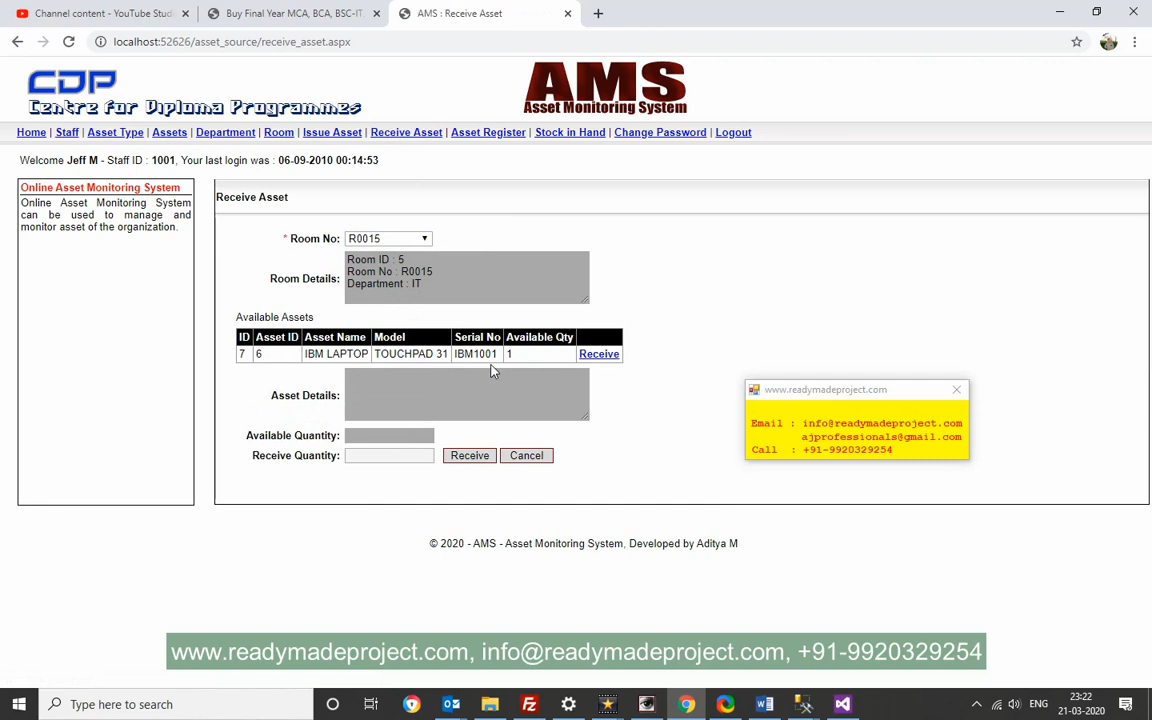 Channel content - YouTube Stud
Buy Final Year MCA, BCA, BSC-IT,
AMS : Receive Asset
localhost:52626/asset_source/receive_asset.aspx
CDP
Centre for Diploma Programmes
AMS
Asset Monitoring System
Home | Staff | Asset Type | Assets | Department | Room | Issue Asset | Receive Asset | Asset Register | Stock in Hand | Change Password | Logout
Welcome Jeff M - Staff ID : 1001, Your last login was : 06-09-2010 00:14:53
Online Asset Monitoring System
Online Asset Monitoring System
can be used to manage and
monitor asset of the organization.
Receive Asset
* Room No: R0015
Room Details:
Room ID : 5
Room No : R0015
Department : IT
Available Assets
ID Asset ID Asset Name Model Serial No Available Qty
7 6 IBM LAPTOP TOUCHPAD 31 IBM1001 1 Receive
Asset Details:
Available Quantity:
Receive Quantity: Receive Cancel
www.readymadeproject.com
Email : info@readymadeproject.com
ajprofessionals@gmail.com
Call : +91-9920329254
© 2020 - AMS - Asset Monitoring System, Developed by Aditya M
www.readymadeproject.com, info@readymadeproject.com, +91-9920329254
Type here to search
ENG
23:22
21-03-2020